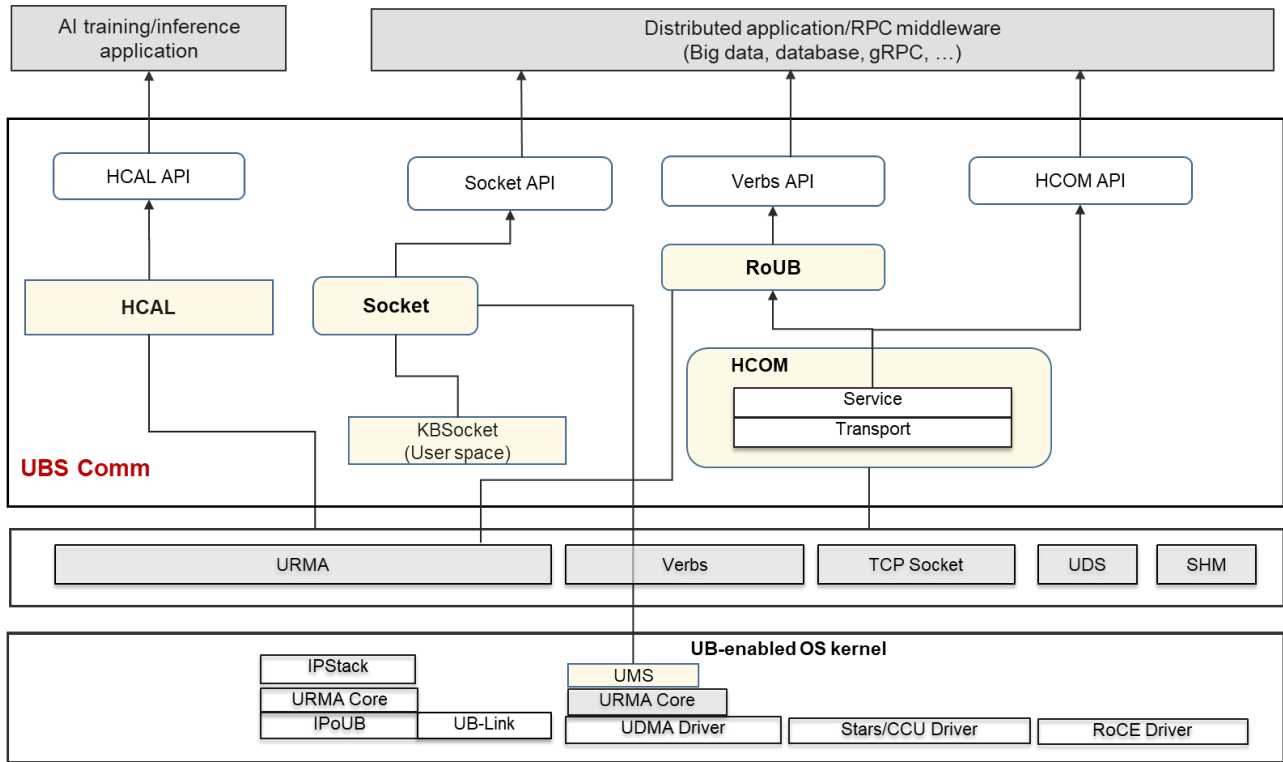 AI training/inference
application
Distributed application/RPC middleware
(Big data, database, gRPC, …)
HCAL API
Socket API
Verbs API
HCOM API
HCAL
Socket
RoUB
HCOM
Service
Transport
KBSocket
(User space)
UBS Comm
URMA
Verbs
TCP Socket
UDS
SHM
UB-enabled OS kernel
IPStack
URMA Core
IPoUB
UB-Link
UMS
URMA Core
UDMA Driver
Stars/CCU Driver
RoCE Driver